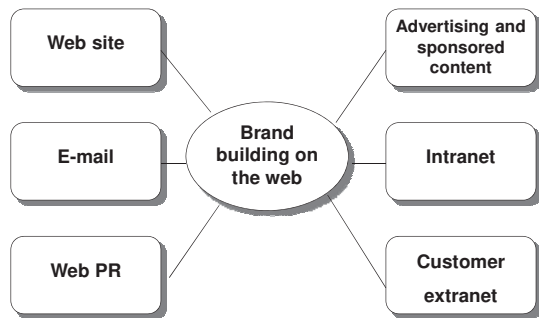 Web site
Advertising and
sponsored
content
Brand
building on
the web
E-mail
Intranet
Web PR
Customer
extranet